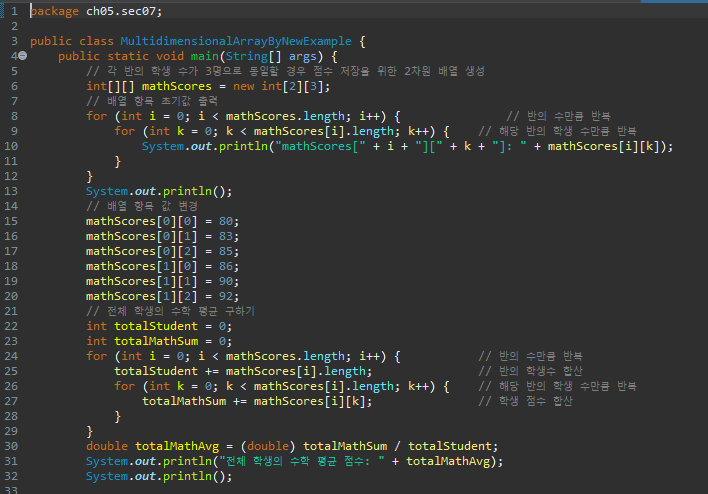 1 package ch05.sec07;
2
3 public class MultidimensionalArrayByNewExample {
4 public static void main(String[] args) {
5 // 각 반의 학생 수가 3명으로 동일할 경우 점수 저장을 위한 2차원 배열 생성
6 int[][] mathScores = new int[2][3];
7 // 배열 항목 초기값 출력
8 for (int i = 0; i < mathScores.length; i++) { // 반의 수만큼 반복
9 for (int k = 0; k < mathScores[i].length; k++) { // 해당 반의 학생 수만큼 반복
10 System.out.println("mathScores[" + i + "][" + k + "]: " + mathScores[i][k]);
11 }
12 }
13 System.out.println();
14 // 배열 항목 값 변경
15 mathScores[0][0] = 80;
16 mathScores[0][1] = 83;
17 mathScores[0][2] = 85;
18 mathScores[1][0] = 86;
19 mathScores[1][1] = 90;
20 mathScores[1][2] = 92;
21 // 전체 학생의 수학 평균 구하기
22 int totalStudent = 0;
23 int totalMathSum = 0;
24 for (int i = 0; i < mathScores.length; i++) { // 반의 수만큼 반복
25 totalStudent += mathScores[i].length; // 반의 학생수 합산
26 for (int k = 0; k < mathScores[i].length; k++) { // 해당 반의 학생 수만큼 반복
27 totalMathSum += mathScores[i][k]; // 학생 점수 합산
28 }
29 }
30 double totalMathAvg = (double) totalMathSum / totalStudent;
31 System.out.println("전체 학생의 수학 평균 점수: " + totalMathAvg);
32 System.out.println();
33